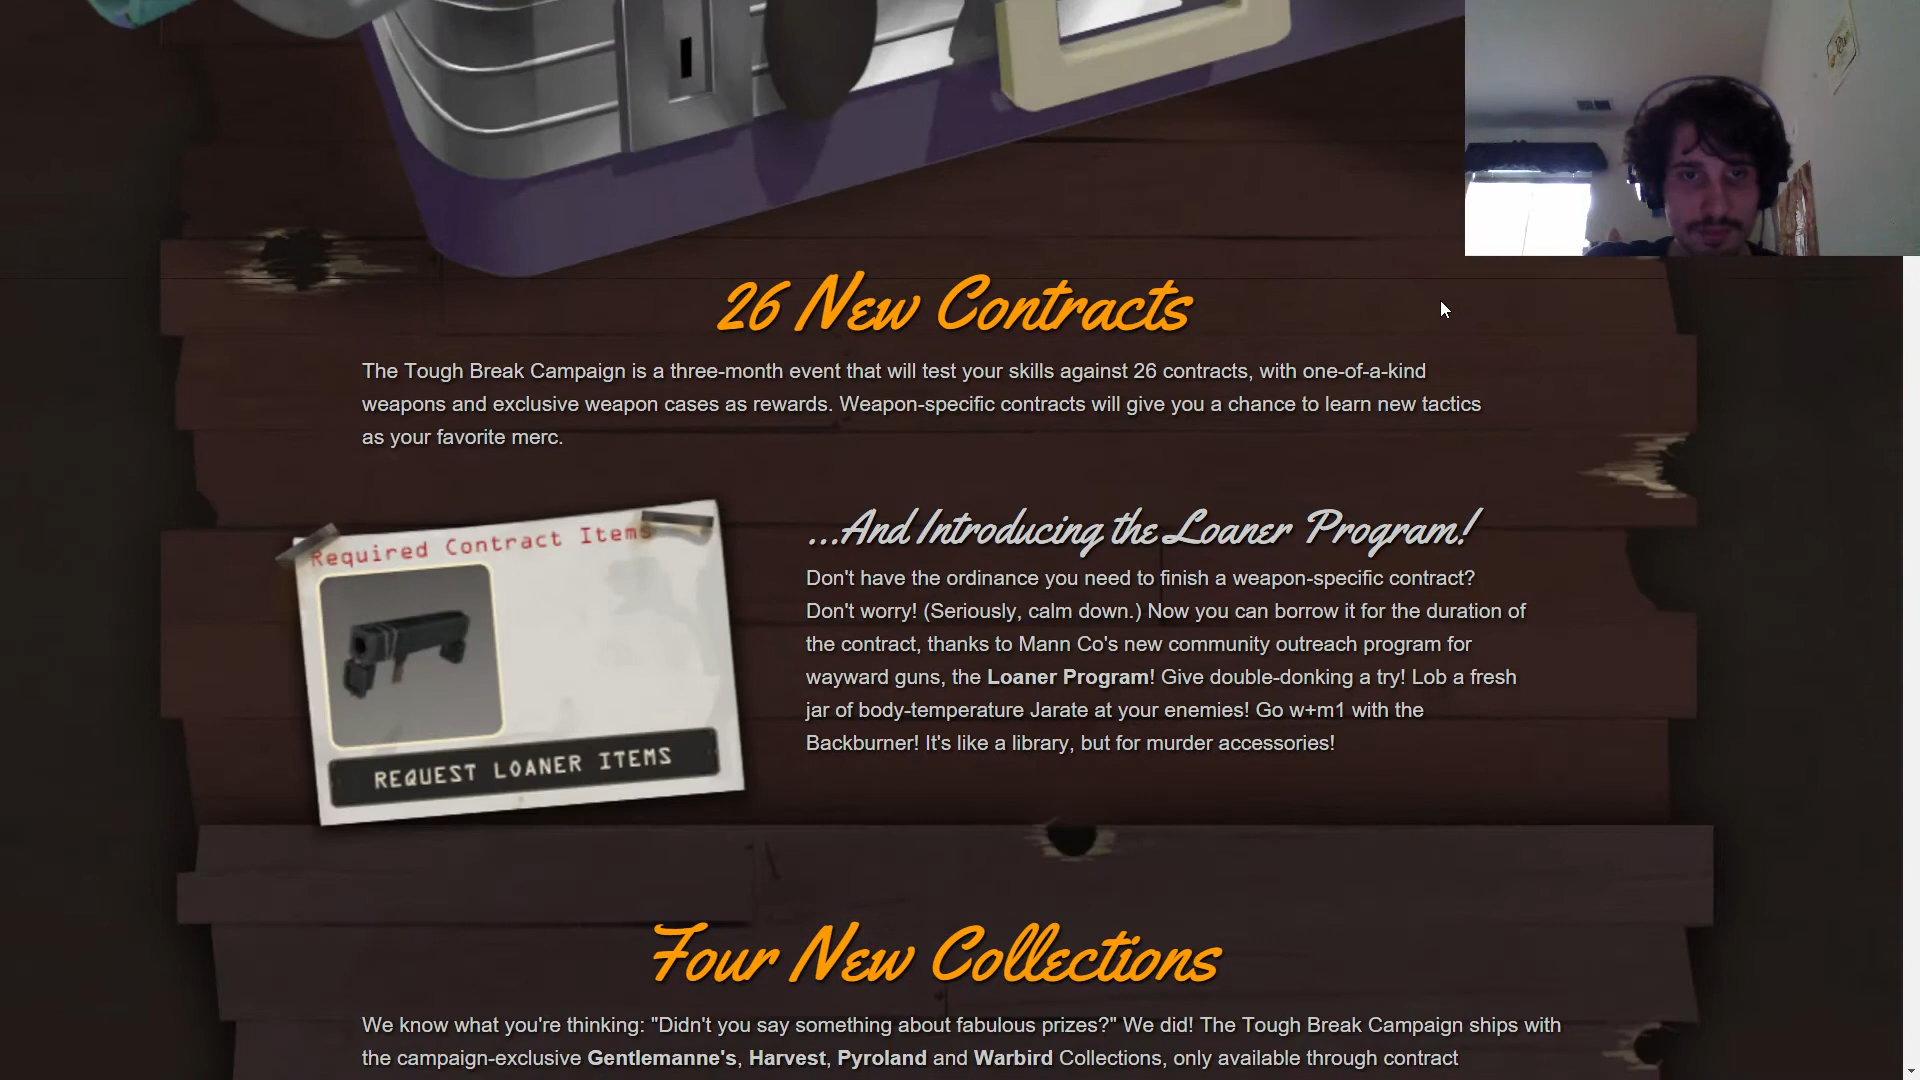 26 New Contracts
The Tough Break Campaign is a three-month event that will test your skills against 26 contracts, with one-of-a-kind
weapons and exclusive weapon cases as rewards. Weapon-specific contracts will give you a chance to learn new tactics
as your favorite merc.
Required Contract Items
REQUEST LOANER ITEMS
...And Introducing the Loaner Program!
Don't have the ordinance you need to finish a weapon-specific contract?
Don't worry! (Seriously, calm down.) Now you can borrow it for the duration of
the contract, thanks to Mann Co's new community outreach program for
wayward guns, the Loaner Program! Give double-donking a try! Lob a fresh
jar of body-temperature Jarate at your enemies! Go w+m1 with the
Backburner! It's like a library, but for murder accessories!
Four New Collections
We know what you're thinking: "Didn't you say something about fabulous prizes?" We did! The Tough Break Campaign ships with
the campaign-exclusive Gentlemanne's, Harvest, Pyroland and Warbird Collections, only available through contract